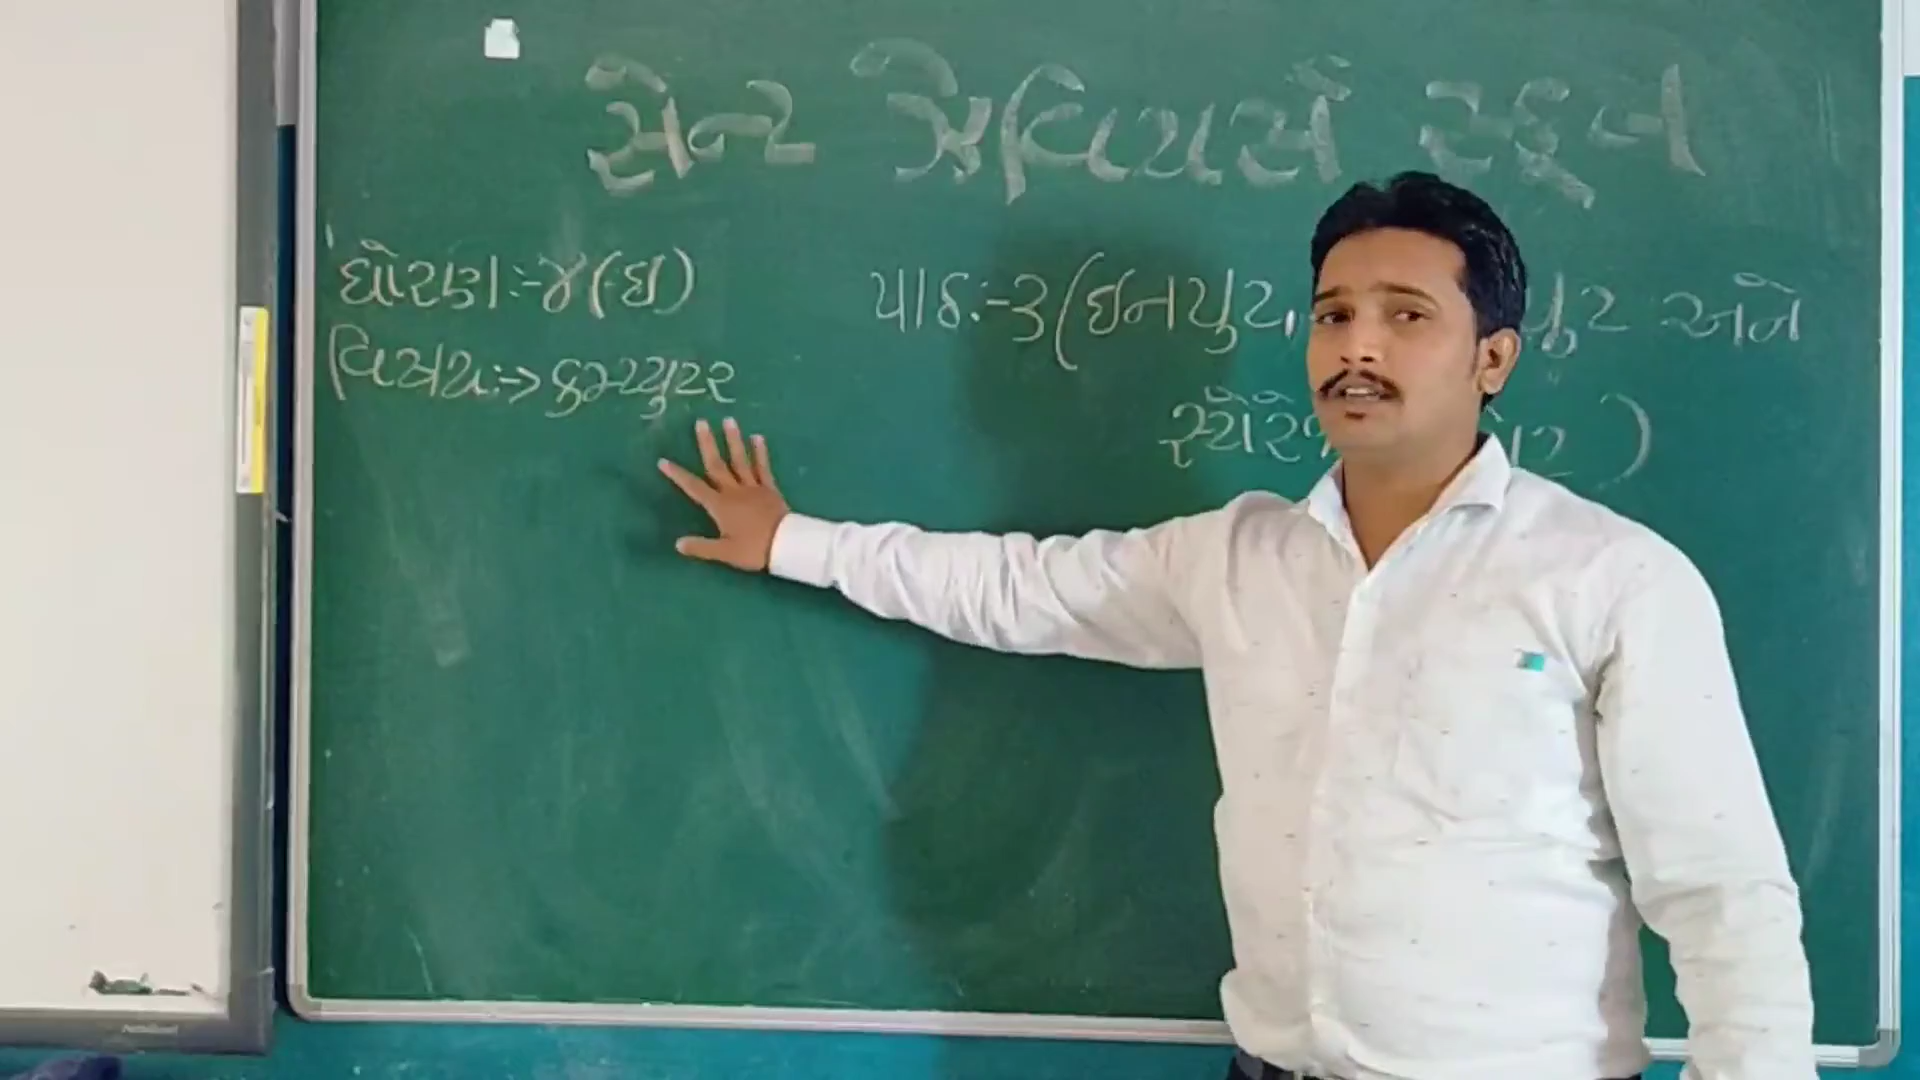 સેન્ટ ઝેવિયર્સ સ્કૂલ
ધોરણ:-૪(ઇ)
વિષય:-> કમ્પ્યુટર
પાઠ:-૩(ઇનપુટ, અને
)